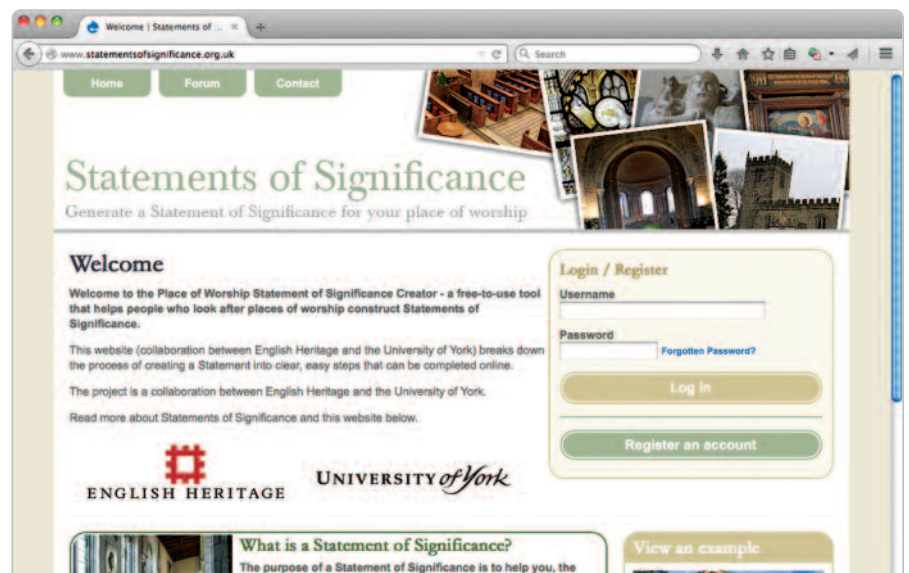 Welcome | Statements of ...
www.statementsofsignificance.org.uk
Search
Home Forum Contact
Statements of Significance
Generate a Statement of Significance for your place of worship
Welcome
Welcome to the Place of Worship Statement of Significance Creator - a free-to-use tool
that helps people who look after places of worship construct Statements of
Significance.
This website (collaboration between English Heritage and the University of York) breaks down
the process of creating a Statement into clear, easy steps that can be completed online.
The project is a collaboration between English Heritage and the University of York.
Read more about Statements of Significance and this website below.
ENGLISH HERITAGE
UNIVERSITY of York
Login / Register
Username
Password
Forgotten Password?
Log in
Register an account
What is a Statement of Significance?
The purpose of a Statement of Significance is to help you, the
View an example